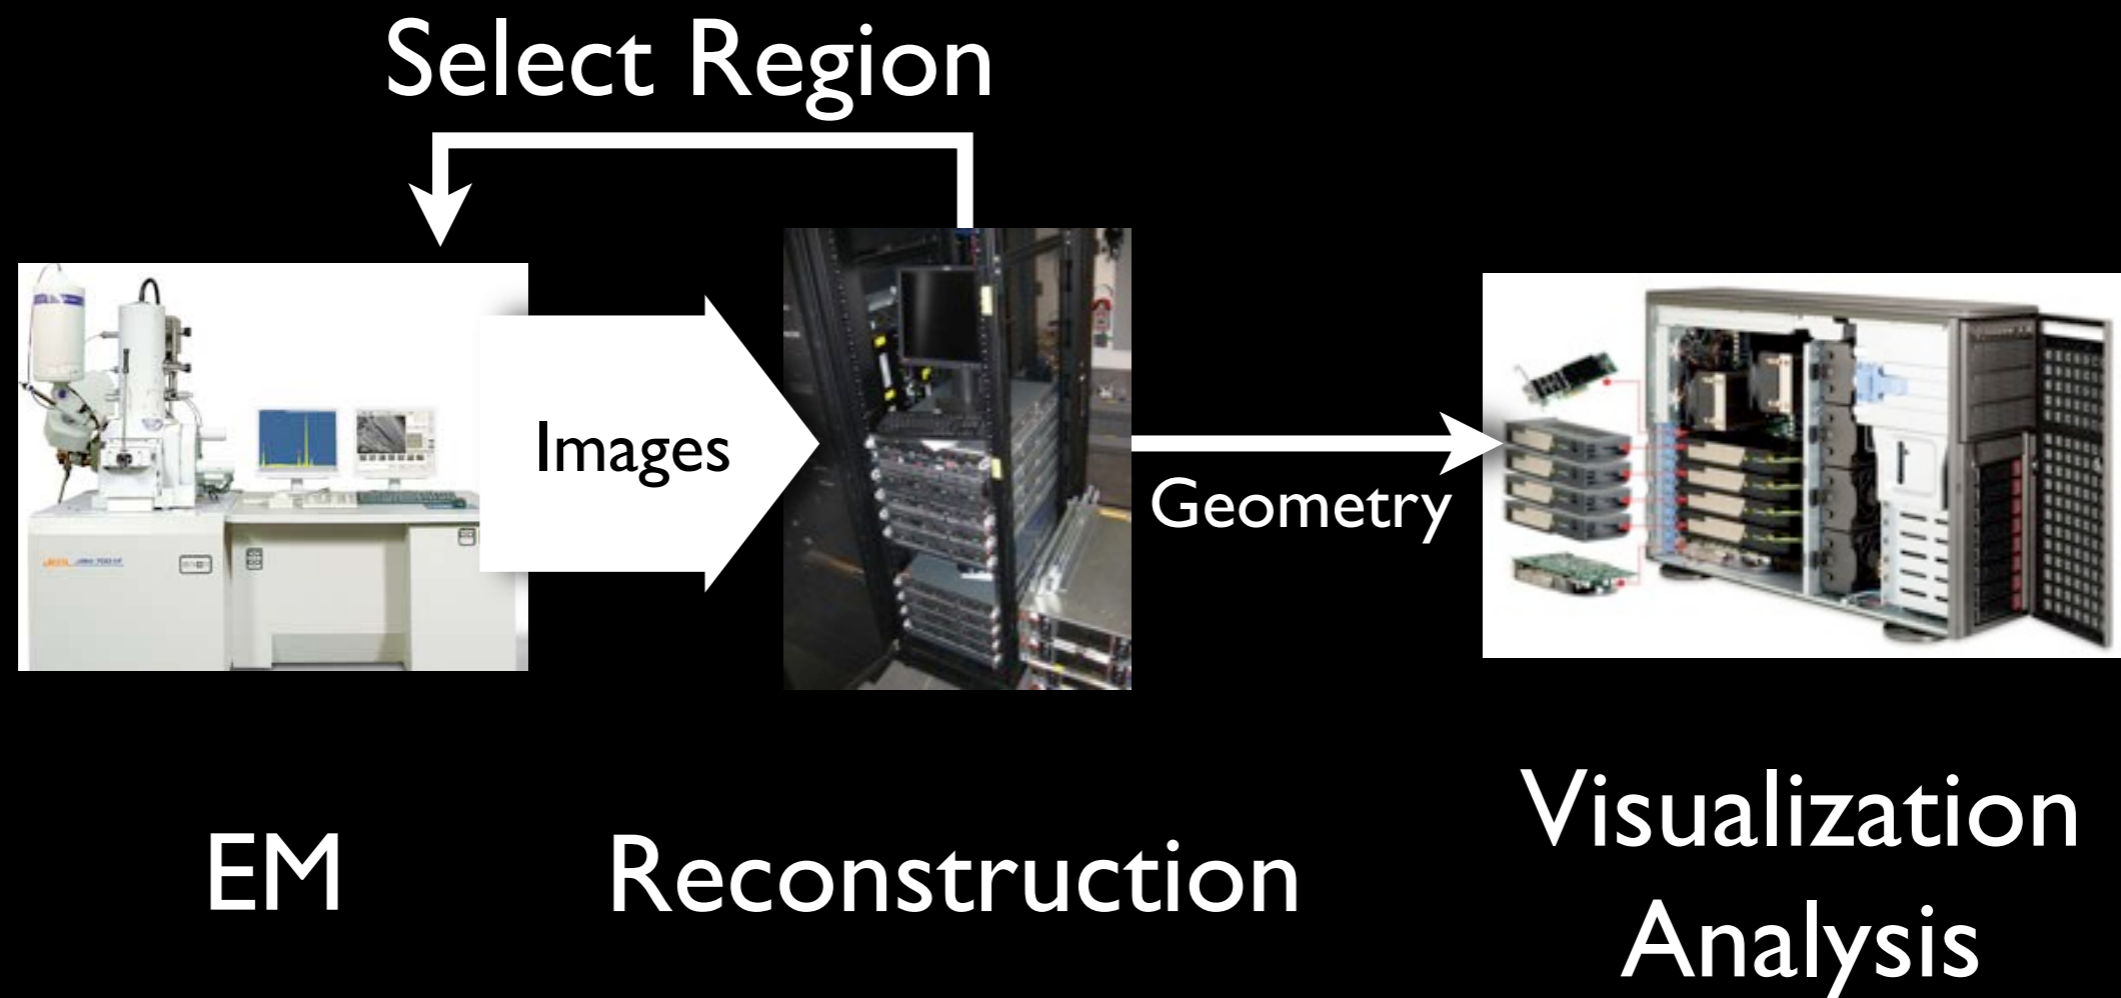 Select Region
Images
Geometry
EM
Reconstruction
Visualization
Analysis